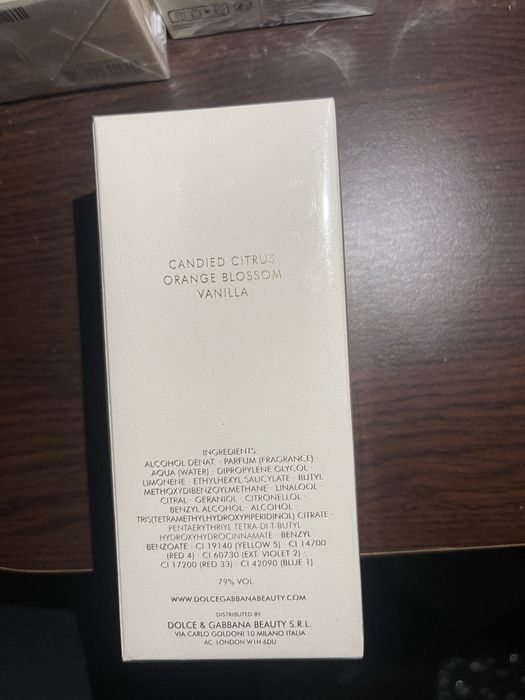 CANDIED CITRUS
ORANGE BLOSSOM
VANILLA
INGREDIENTS:
ALCOHOL DENAT. · PARFUM (FRAGRANCE) ·
AQUA (WATER) · DIPROPYLENE GLYCOL ·
LIMONENE · ETHYLHEXYL SALICYLATE · BUTYL
METHOXYDIBENZOYLMETHANE · LINALOOL ·
CITRAL · GERANIOL · CITRONELLOL ·
BENZYL ALCOHOL · ALCOHOL ·
TRIS(TETRAMETHYLHYDROXYPIPERIDINOL) CITRATE ·
PENTAERYTHRITYL TETRA-DI-T-BUTYL
HYDROXYHYDROCINNAMATE · BENZYL
BENZOATE · CI 19140 (YELLOW 5) · CI 14700
(RED 4) · CI 60730 (EXT. VIOLET 2) ·
CI 17200 (RED 33) · CI 42090 (BLUE 1)
79% VOL
WWW.DOLCEGABBANABEAUTY.COM
DISTRIBUTED BY
DOLCE & GABBANA BEAUTY S.R.L.
VIA CARLO GOLDONI 10 MILANO ITALIA
AC. LONDON W1H 6DU